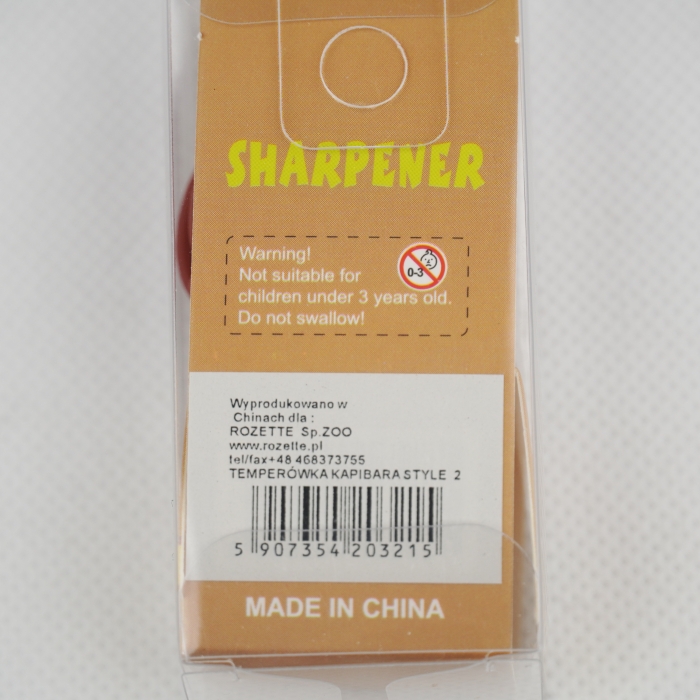 SHARPENER
Warning!
Not suitable for
0-3
children under 3 years old.
Do not swallow!
Wyprodukowano w
Chinach dla :
ROZETTE Sp.ZOO
www.rozette.pl
tel/fax+48 468373755
TEMPERÓWKA KAPIBARA STYLE 2
5 907354 203215
MADE IN CHINA